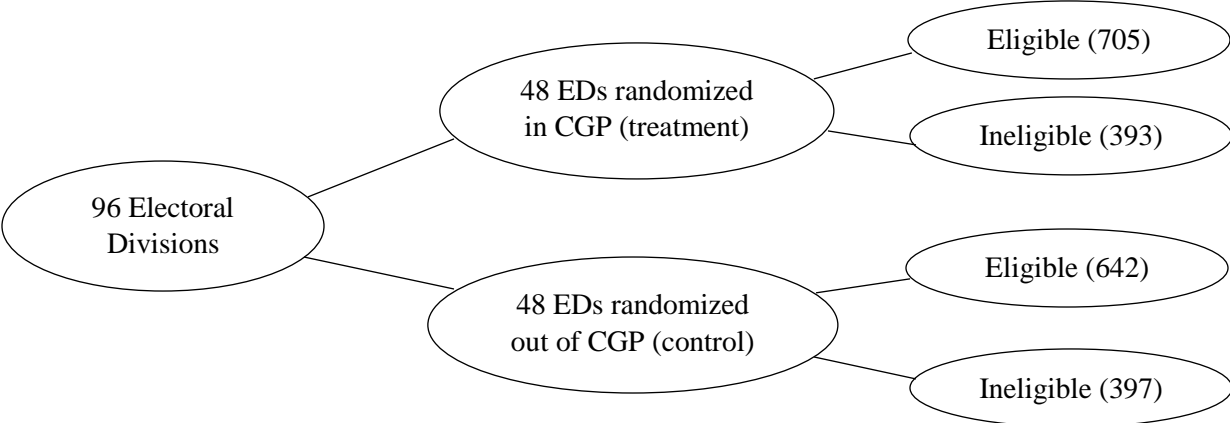 96 Electoral
Divisions
48 EDs randomized
in CGP (treatment)
Eligible (705)
Ineligible (393)
48 EDs randomized
out of CGP (control)
Eligible (642)
Ineligible (397)